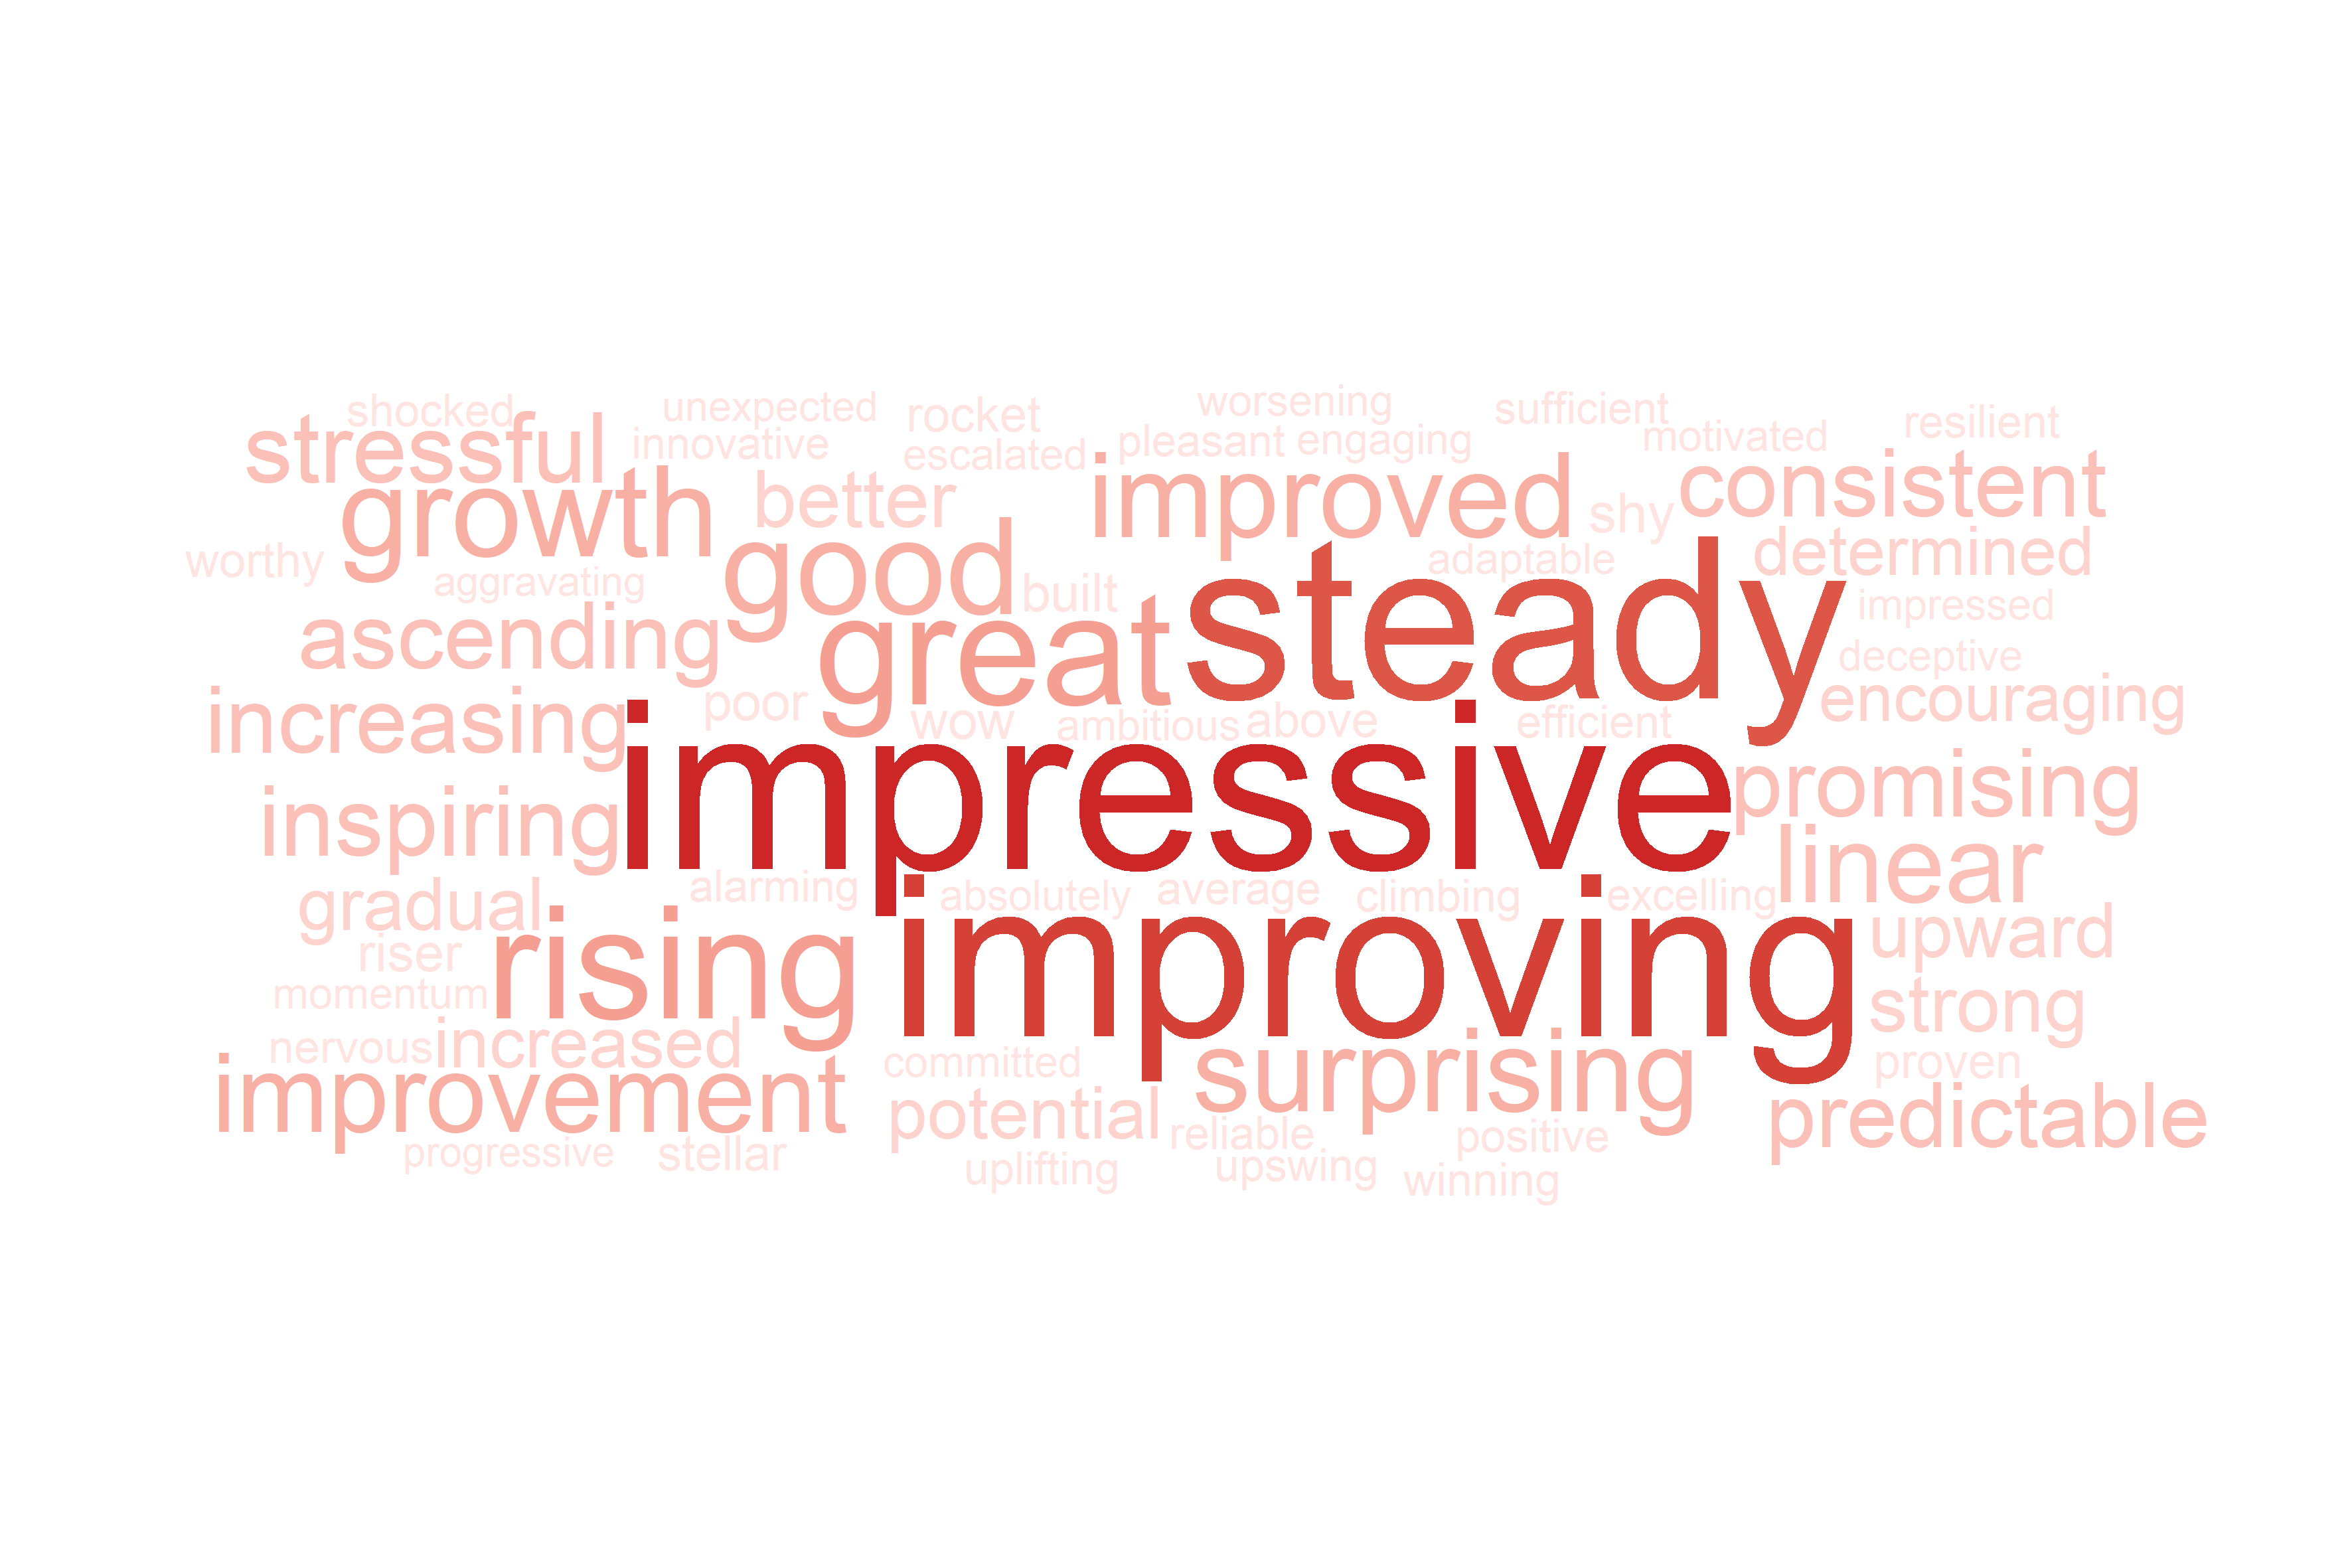 shocked unexpected rocket worsening sufficient resilient
stressful innovative escalated pleasant engaging motivated
growth better improved shy consistent
worthy aggravating good built adaptable determined
ascending great steady impressed
deceptive
increasing poor wow ambitious above efficient encouraging
inspiring impressive promising
linear
gradual alarming absolutely average climbing excelling upward
riser rising improving
momentum strong
nervous increased committed surprising proven
improvement potential reliable positive predictable
progressive stellar uplifting upswing winning